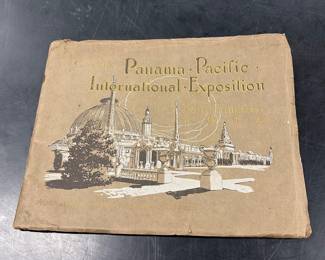 Panama · Pacific ·
International · Exposition